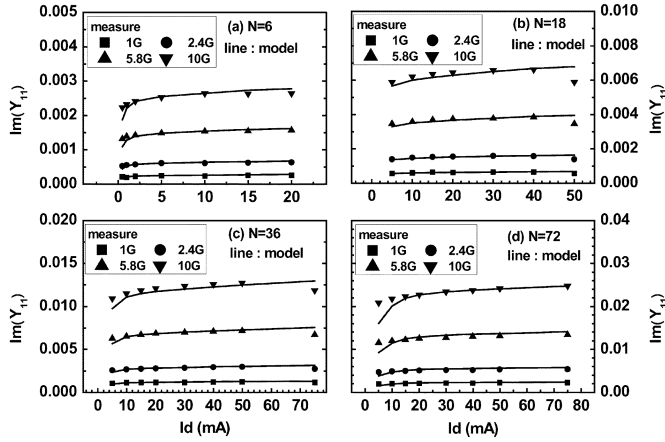 (a) N=6
measure
1G 2.4G
5.8G 10G
line : model
0.005
0.004
0.003
0.002
0.001
0.000
Im(Y11)
0 5 10 15 20 25
(b) N=18
measure
1G 2.4G
5.8G 10G
line : model
0.010
0.008
0.006
0.004
0.002
0.000
Im(Y11)
0 10 20 30 40 50
(c) N=36
measure
1G 2.4G
5.8G 10G
line : model
0.020
0.015
0.010
0.005
0.000
Im(Y11)
0 10 20 30 40 50 60 70 80
Id (mA)
(d) N=72
measure
1G 2.4G
5.8G 10G
line : model
0.04
0.03
0.02
0.01
0.00
Im(Y11)
0 10 20 30 40 50 60 70 80
Id (mA)